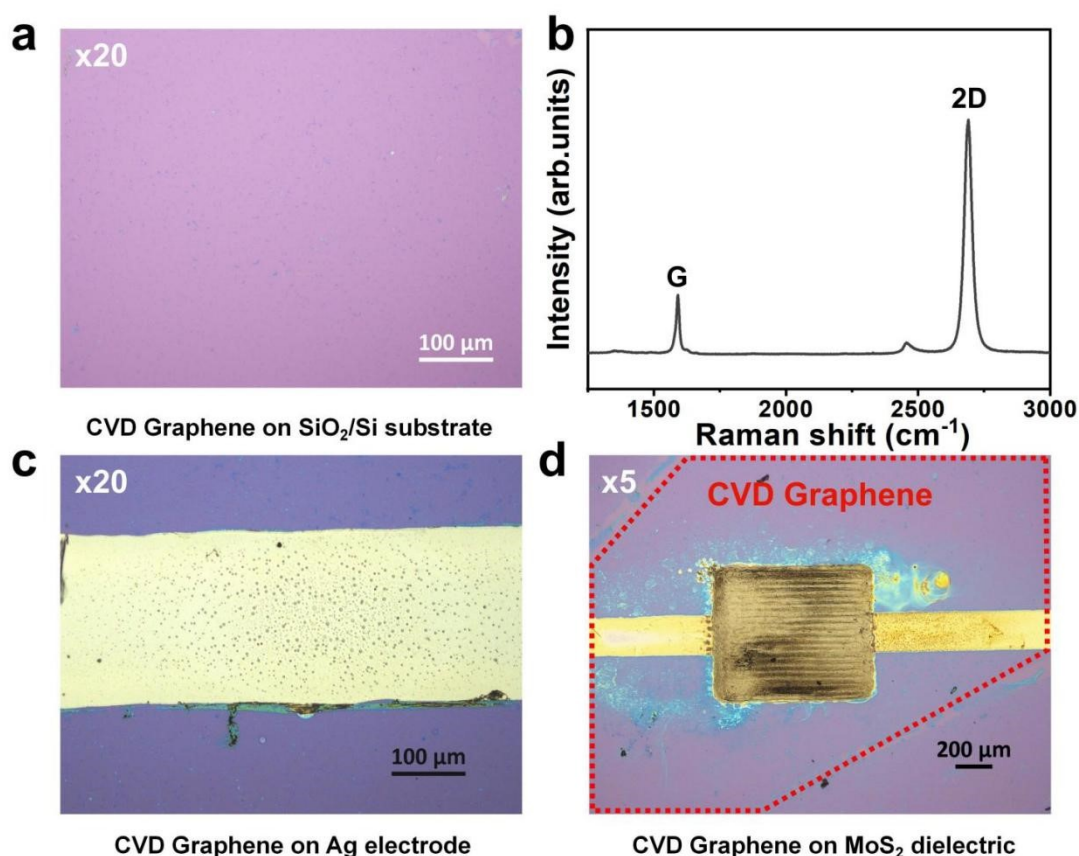 a
x20
100 µm
CVD Graphene on SiO₂/Si substrate
b
Intensity (arb.units)
G
2D
1500 2000 2500 3000
Raman shift (cm⁻¹)
c
x20
100 µm
CVD Graphene on Ag electrode
d
x5
CVD Graphene
200 µm
CVD Graphene on MoS₂ dielectric